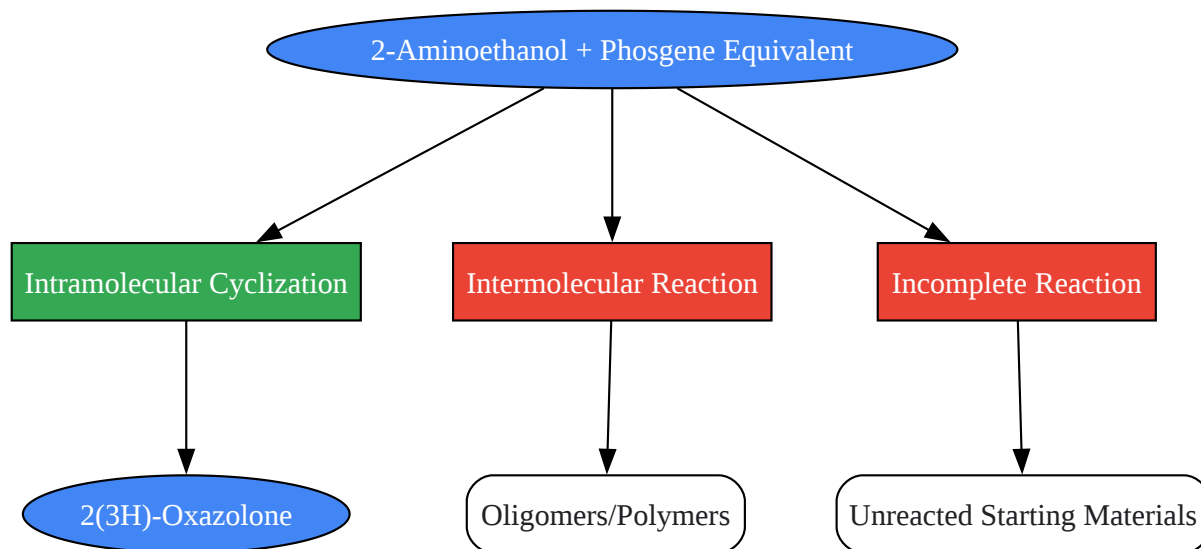 2-Aminoethanol + Phosgene Equivalent
Intramolecular Cyclization
Intermolecular Reaction
Incomplete Reaction
2(3H)-Oxazolone
Oligomers/Polymers
Unreacted Starting Materials